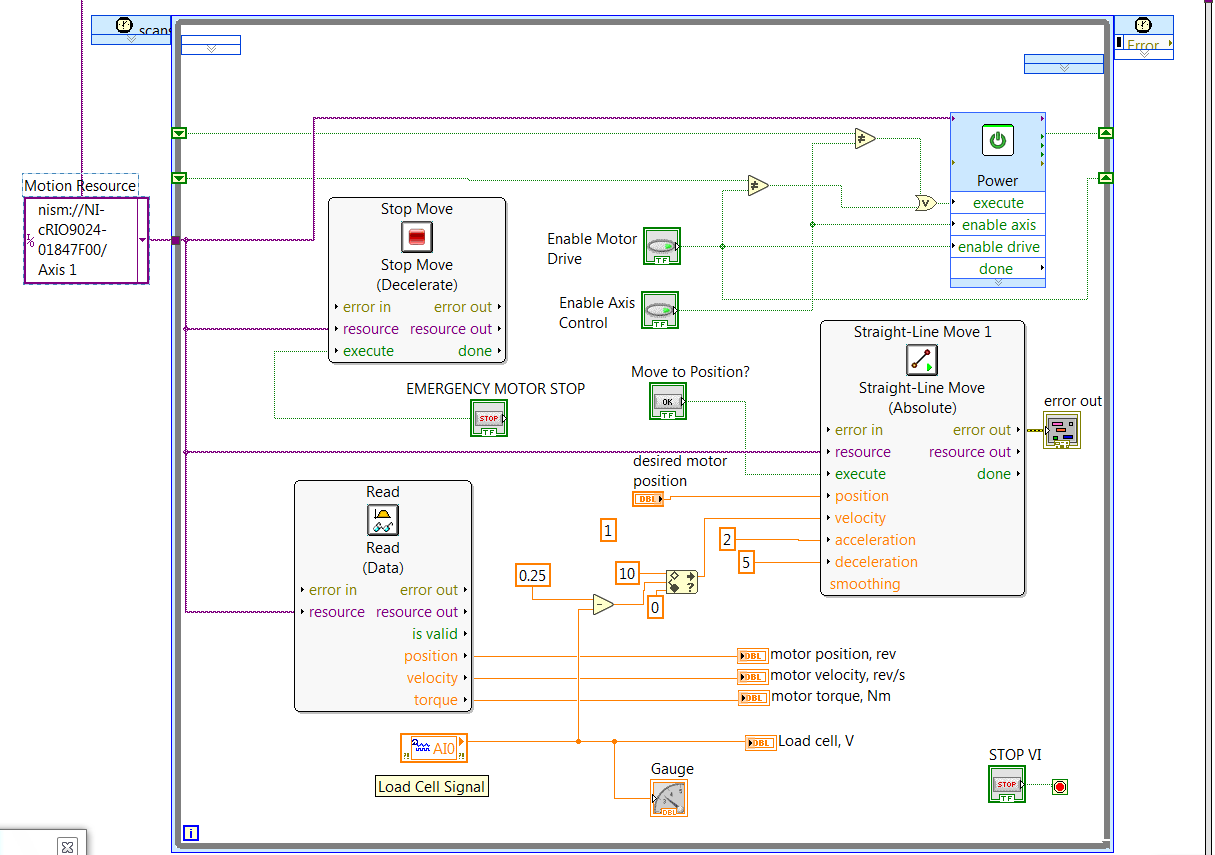 scans
Error
Motion Resource
nism://NI-
cRIO9024-
01847F00/
Axis 1
Stop Move
Stop Move
(Decelerate)
error in error out
resource resource out
execute done
EMERGENCY MOTOR STOP
STOP
TF
Enable Motor
Drive
TF
Enable Axis
Control
TF
Power
execute
enable axis
enable drive
done
Move to Position?
OK
TF
Straight-Line Move 1
Straight-Line Move
(Absolute)
error in error out
resource resource out
execute done
position
velocity
acceleration
deceleration
smoothing
error out
desired motor
position
DBL
1
2
5
0.25
10
0
Read
Read
(Data)
error in error out
resource resource out
is valid
position
velocity
torque
DBL motor position, rev
DBL motor velocity, rev/s
DBL motor torque, Nm
AI0
DBL Load cell, V
Load Cell Signal
Gauge
DBL
STOP VI
STOP
TF
i